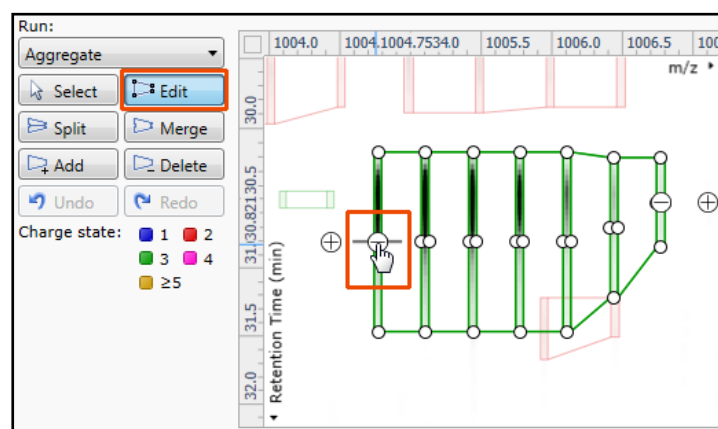 Run:
Aggregate
Select
Edit
Split
Merge
Add
Delete
Undo
Redo
Charge state:
1
2
3
4
≥5
1004.0
1004.1004.7534.0
1005.5
1006.0
1006.5
100
m/z
30.0
30.5
30.821
31.0
31.5
32.0
Retention Time (min)